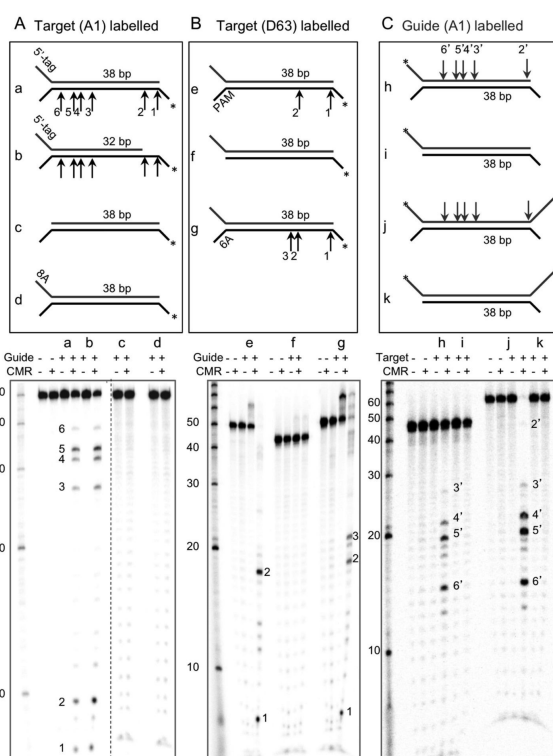 A Target (A1) labelled
5'-tag
38 bp
a
6 5 4 3 2 1 *
5'-tag
32 bp
b
*
38 bp
c
*
8A
38 bp
d
*
B Target (D63) labelled
38 bp
e
PAM
2 1 *
38 bp
f
*
38 bp
g
6A
3 2 1 *
C Guide (A1) labelled
6' 5' 4' 3' 2'
*
h
38 bp
*
i
38 bp
*
j
38 bp
*
k
38 bp
a b c d
Guide - - + + + + + + + +
CMR
6
5
4
3
2
1
e f g
Guide
CMR
50
40
30
20
10
2
1
3
2
1
h i j k
Target
CMR
60
50
40
30
20
10
3'
4'
5'
6'
2'
3'
4'
5'
6'